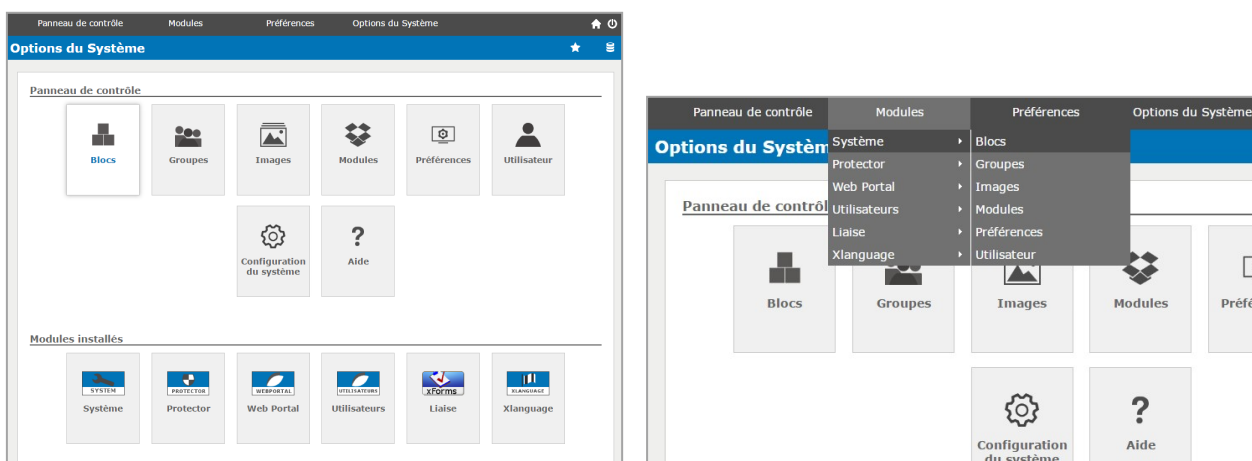 Panneau de contrôle Modules Préférences Options du Système
Options du Système
Panneau de contrôle
Blocs Groupes Images Modules Préférences Utilisateur
Configuration
du système
Aide
Modules installés
SYSTEM PROTECTOR WEBPORTAL UTILISATEURS xForms XLANGUAGE
Système Protector Web Portal Utilisateurs Liaise Xlanguage
Panneau de contrôle Modules Préférences Options du Système
Options du Systèm
Système Blocs
Protector Groupes
Web Portal Images
Utilisateurs Modules
Liaise Préférences
Xlanguage Utilisateur
Panneau de contrôl
Blocs Groupes Images Modules Préfé
Configuration
du système
Aide